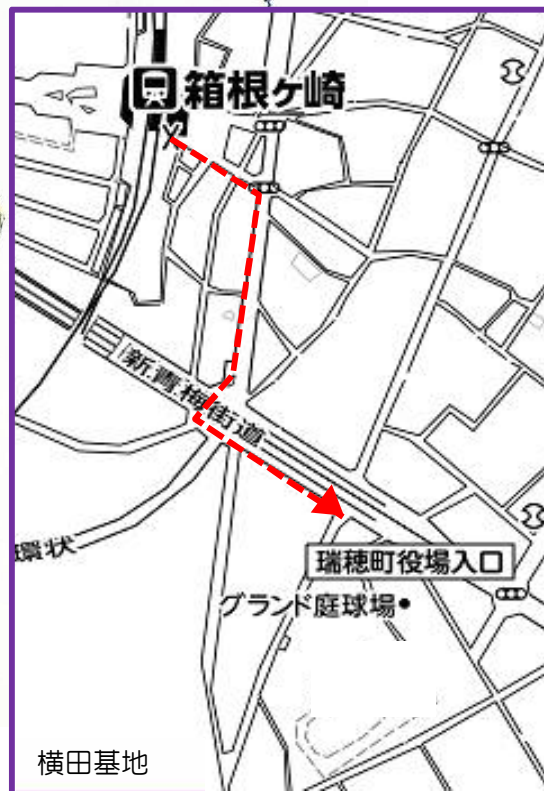 箱根ヶ崎
新青梅街道
環状
瑞穂町役場入口
グランド庭球場
横田基地